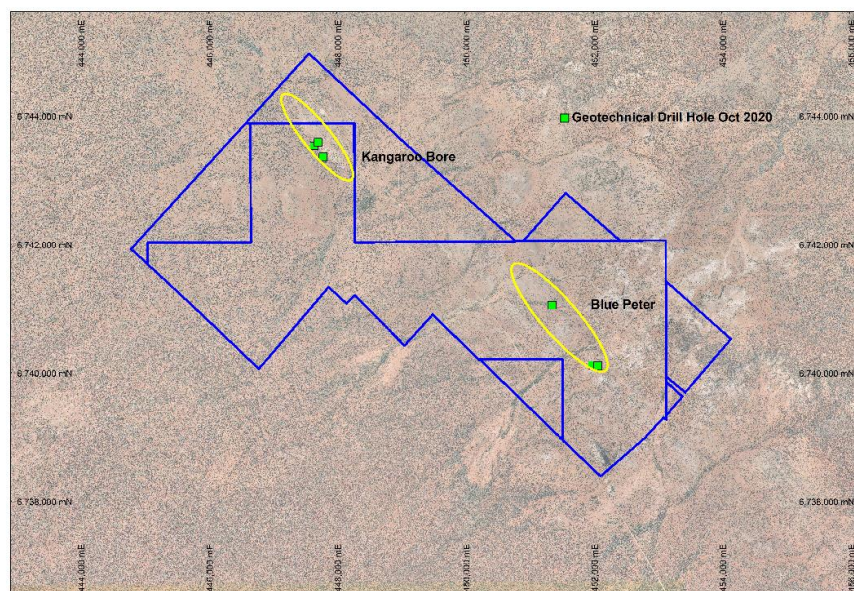 444,000 mE
446,000 mE
448,000 mE
450,000 mE
452,000 mE
454,000 mE
456,000 mE
6,744,000 mN
Geotechnical Drill Hole Oct 2020
6,744,000 mN
Kangaroo Bore
6,742,000 mN
6,742,000 mN
Blue Peter
6,740,000 mN
6,740,000 mN
6,738,000 mN
6,738,000 mN
444,000 mE
446,000 mE
448,000 mE
450,000 mE
452,000 mE
454,000 mE
456,000 mE